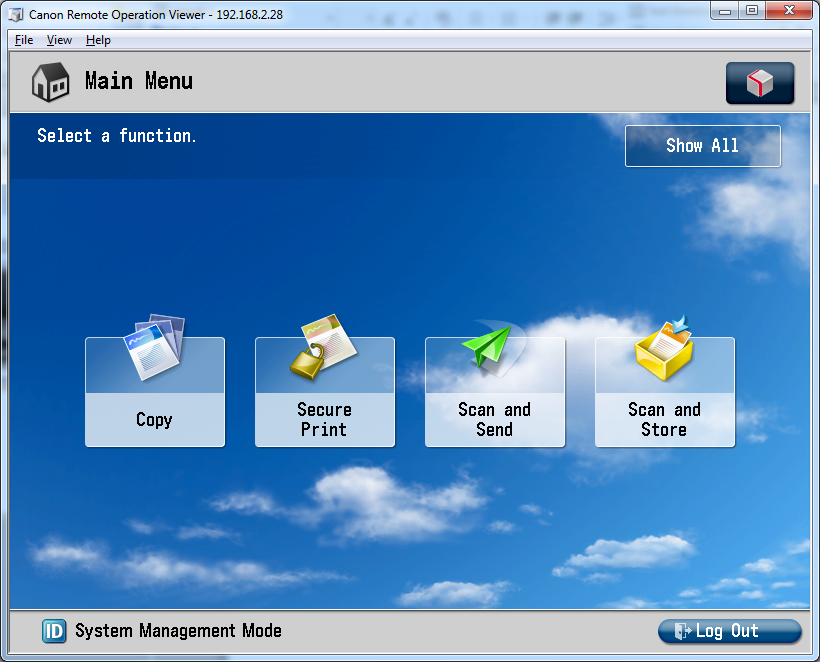 Canon Remote Operation Viewer - 192.168.2.28
File View Help
Main Menu
Select a function.
Show All
Copy
Secure
Print
Scan and
Send
Scan and
Store
ID System Management Mode
Log Out